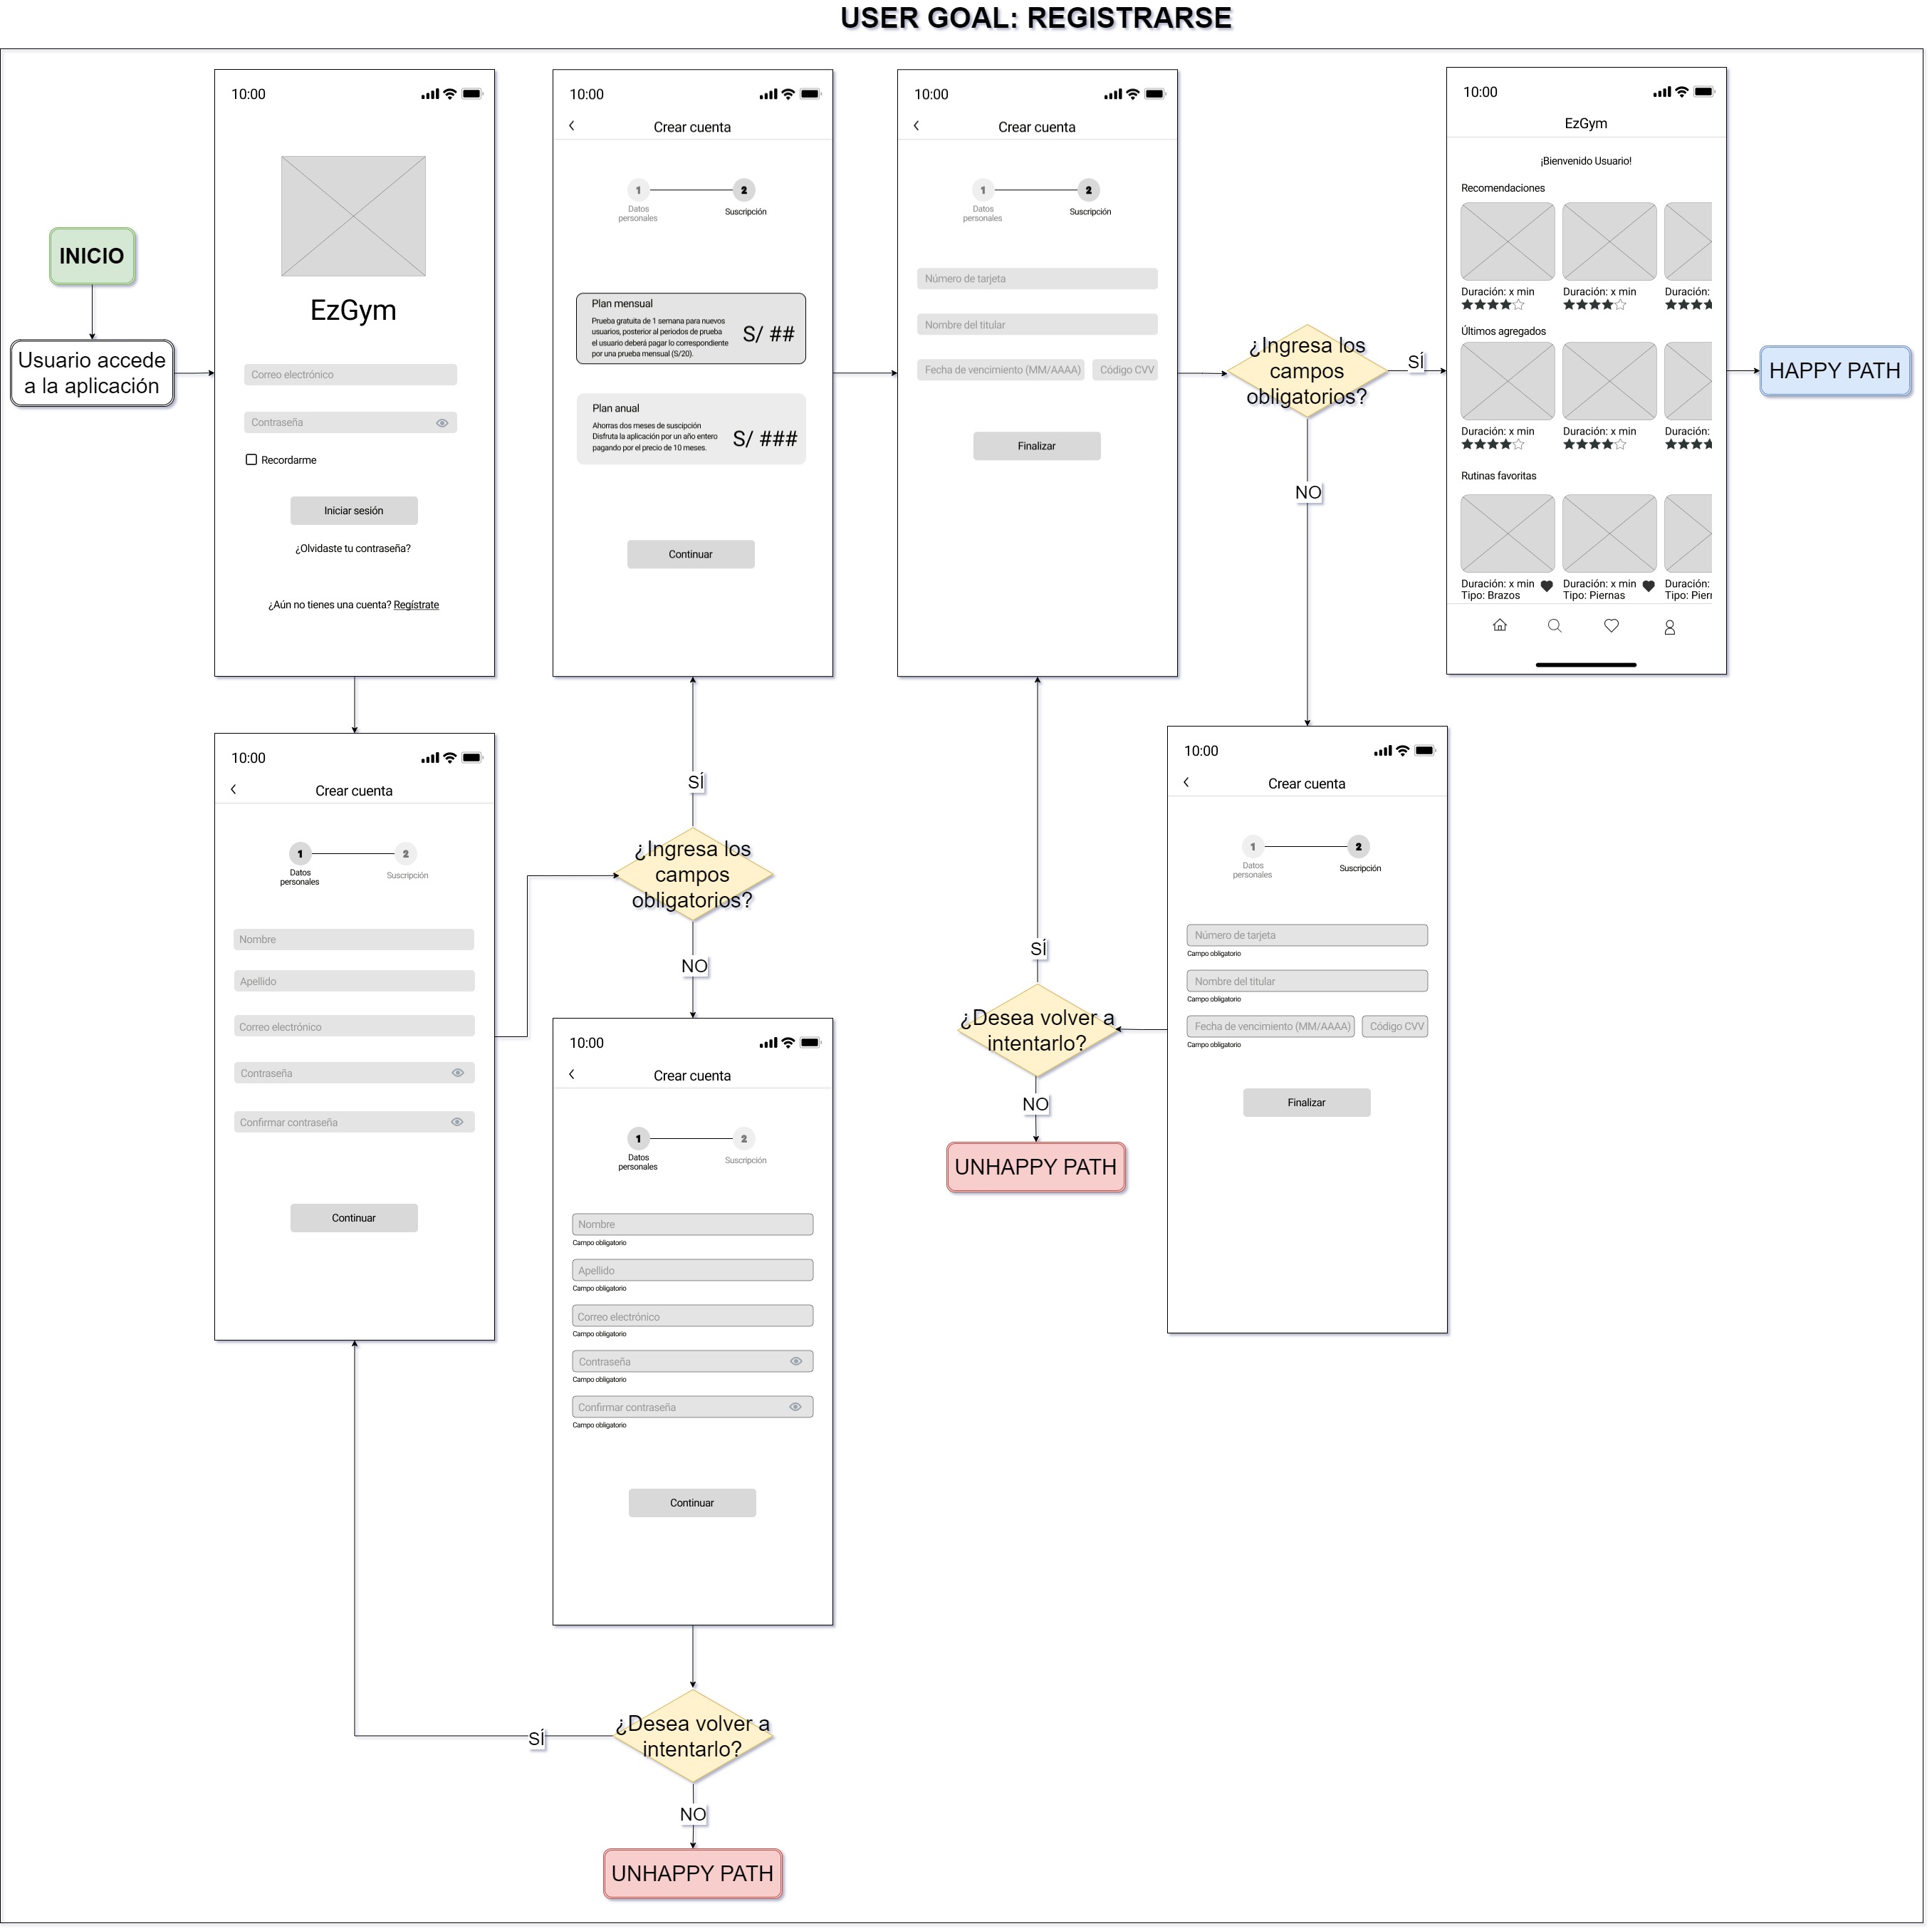 USER GOAL: REGISTRARSE
INICIO
Usuario accede
a la aplicación
10:00
EzGym
Correo electrónico
Contraseña
Recordarme
Iniciar sesión
¿Olvidaste tu contraseña?
¿Aún no tienes una cuenta? Regístrate
10:00
Crear cuenta
1
2
Datos
personales
Suscripción
Nombre
Apellido
Correo electrónico
Contraseña
Confirmar contraseña
Continuar
¿Ingresa los
campos
obligatorios?
SÍ
NO
10:00
Crear cuenta
1
2
Datos
personales
Suscripción
Plan mensual
Prueba gratuita de 1 semana para nuevos
usuarios, posterior al periodos de prueba
el usuario deberá pagar lo correspondiente
por una prueba mensual (S/20).
S/ ##
Plan anual
Ahorras dos meses de suscipción
Disfruta la aplicación por un año entero
pagando por el precio de 10 meses.
S/ ###
Continuar
10:00
Crear cuenta
1
2
Datos
personales
Suscripción
Nombre
Campo obligatorio
Apellido
Campo obligatorio
Correo electrónico
Campo obligatorio
Contraseña
Campo obligatorio
Confirmar contraseña
Campo obligatorio
Continuar
¿Desea volver a
intentarlo?
SÍ
NO
UNHAPPY PATH
10:00
Crear cuenta
1
2
Datos
personales
Suscripción
Número de tarjeta
Nombre del titular
Fecha de vencimiento (MM/AAAA)
Código CVV
Finalizar
¿Ingresa los
campos
obligatorios?
SÍ
NO
10:00
Crear cuenta
1
2
Datos
personales
Suscripción
Número de tarjeta
Campo obligatorio
Nombre del titular
Campo obligatorio
Fecha de vencimiento (MM/AAAA)
Código CVV
Campo obligatorio
Finalizar
¿Desea volver a
intentarlo?
SÍ
NO
UNHAPPY PATH
10:00
EzGym
¡Bienvenido Usuario!
Recomendaciones
Duración: x min
Duración: x min
Duración:
Últimos agregados
Duración: x min
Duración: x min
Duración:
Rutinas favoritas
Duración: x min
Tipo: Brazos
Duración: x min
Tipo: Piernas
Duración:
Tipo: Pier
HAPPY PATH